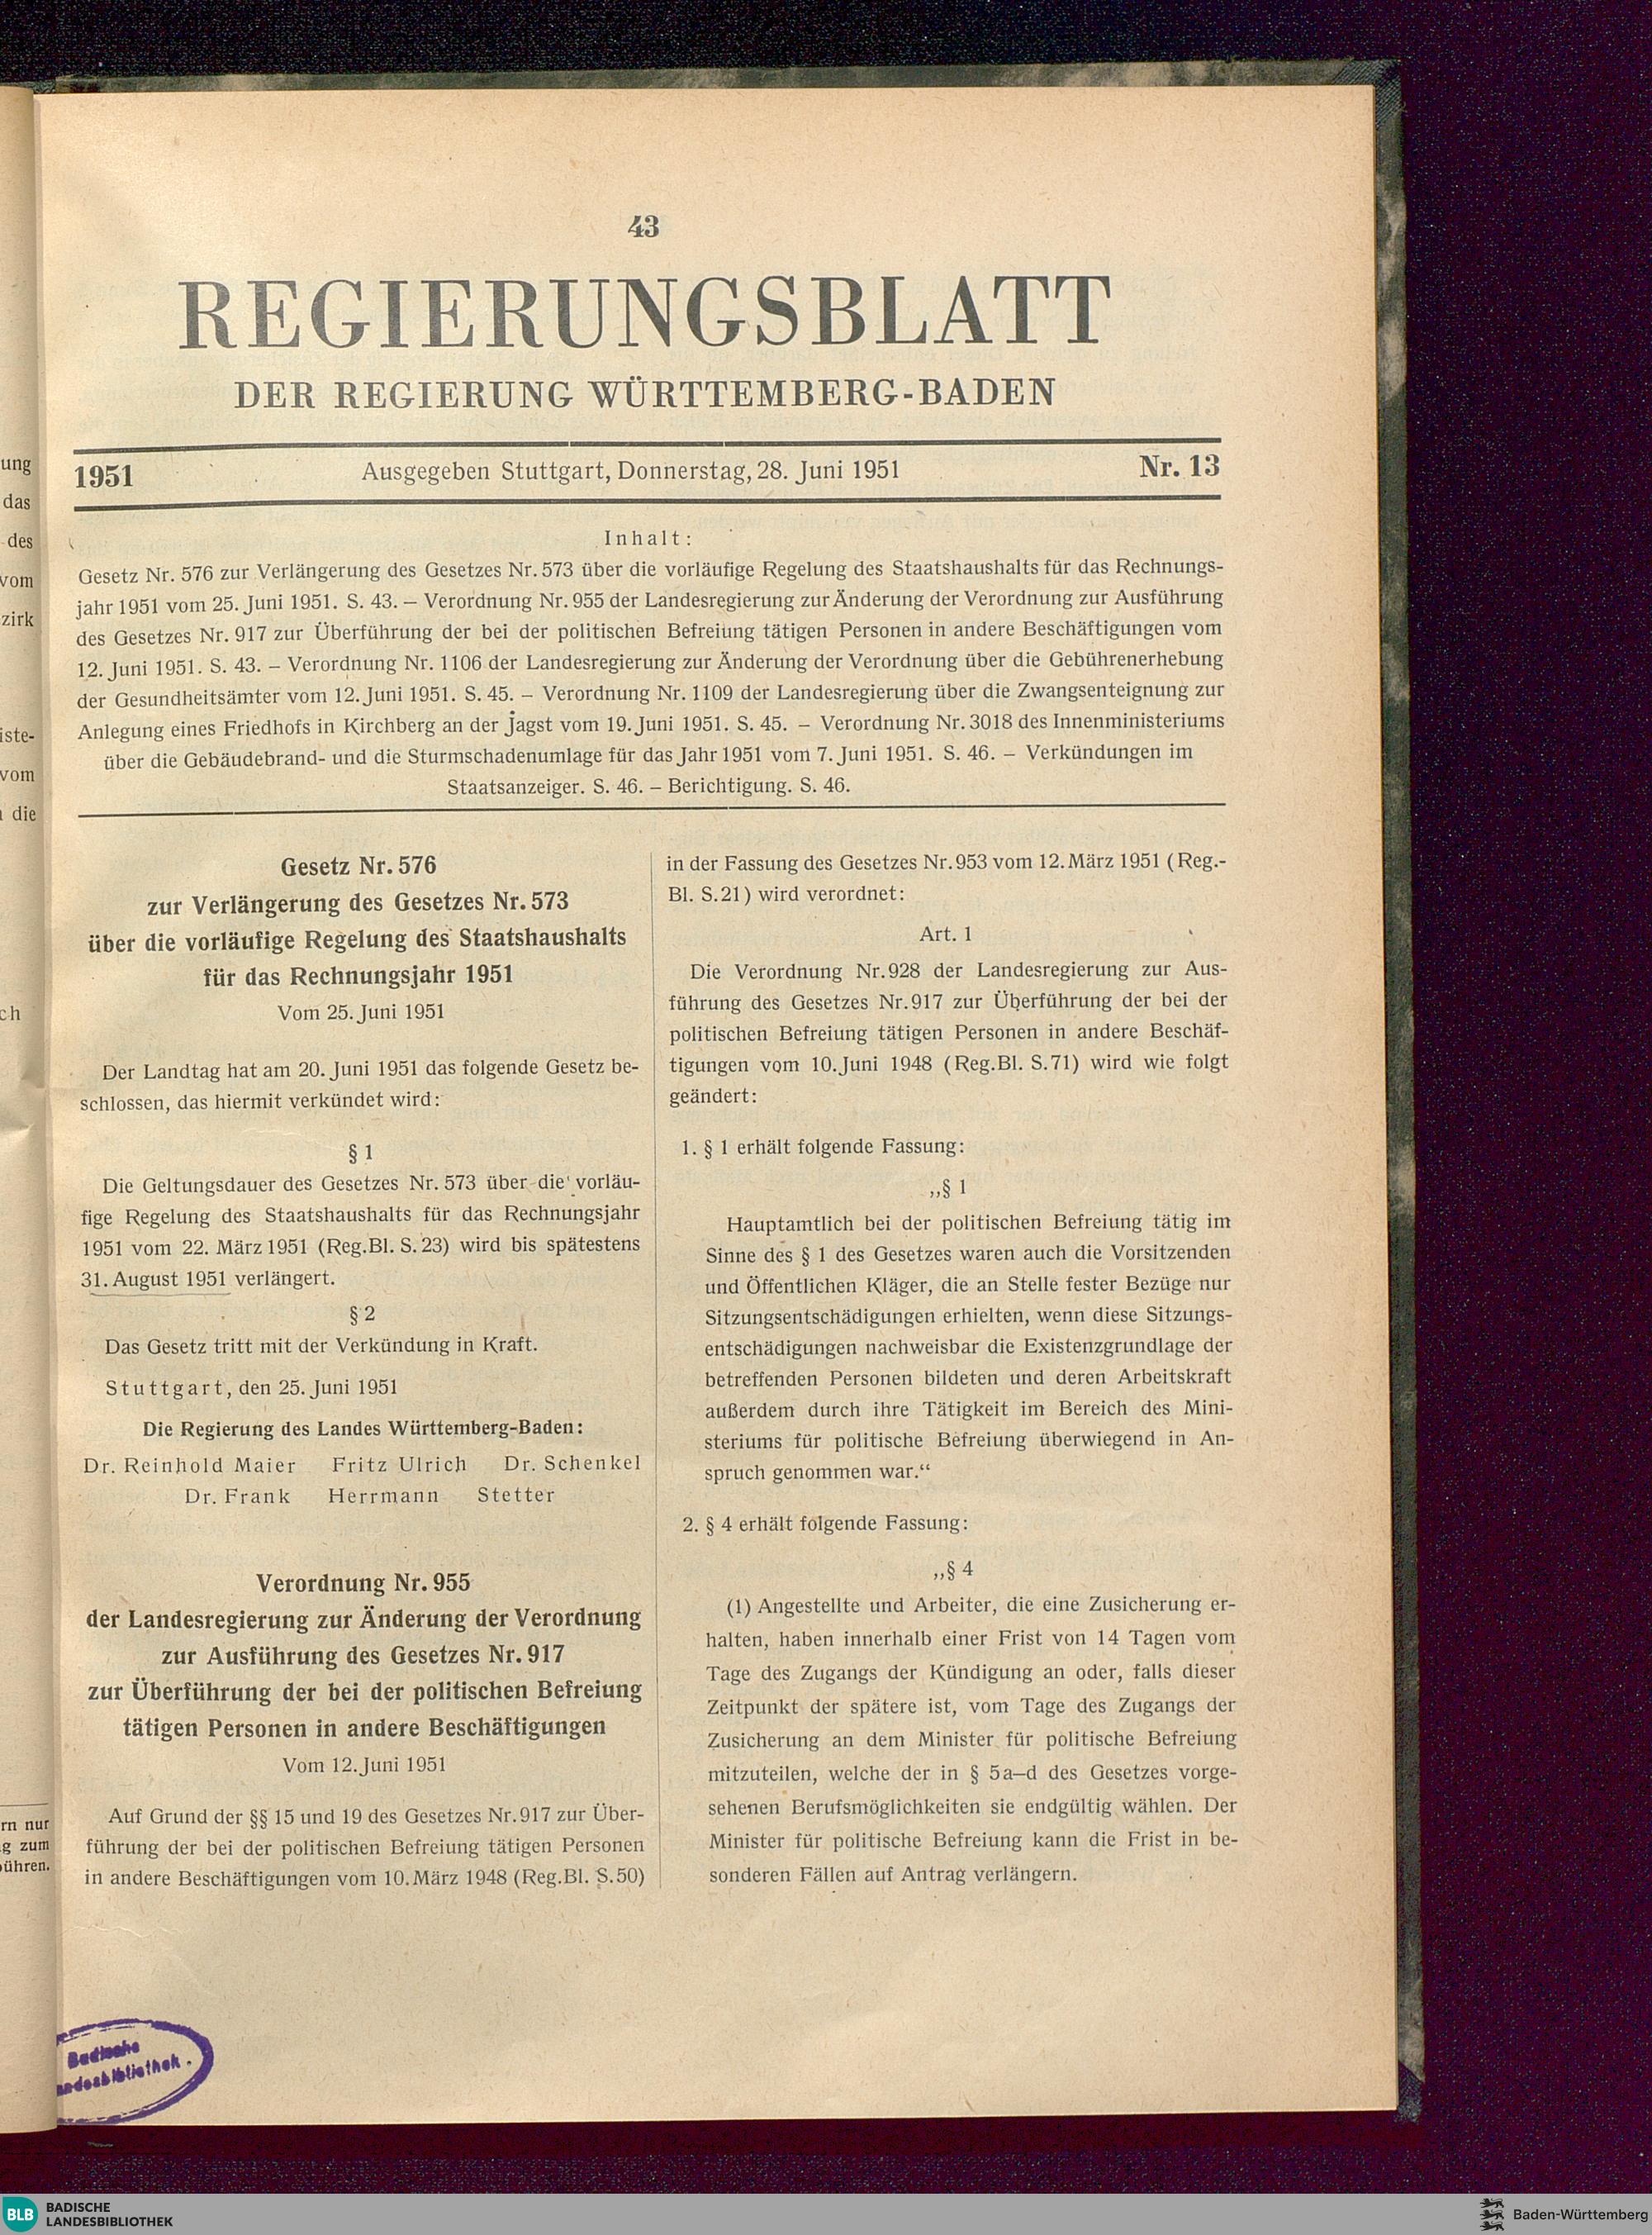 43
REGIERUNGSBLATT
DER REGIERUNG WÜRTTEMBERG-BADEN
1951 Ausgegeben Stuttgart, Donnerstag, 28. Juni 1951 Nr. 13
Inhalt:
Gesetz Nr. 576 zur Verlängerung des Gesetzes Nr. 573 über die vorläufige Regelung des Staatshaushalts für das Rechnungs-
jahr 1951 vom 25. Juni 1951. S. 43. – Verordnung Nr. 955 der Landesregierung zur Änderung der Verordnung zur Ausführung
des Gesetzes Nr. 917 zur Überführung der bei der politischen Befreiung tätigen Personen in andere Beschäftigungen vom
12. Juni 1951. S. 43. – Verordnung Nr. 1106 der Landesregierung zur Änderung der Verordnung über die Gebührenerhebung
der Gesundheitsämter vom 12. Juni 1951. S. 45. – Verordnung Nr. 1109 der Landesregierung über die Zwangsenteignung zur
Anlegung eines Friedhofs in Kirchberg an der Jagst vom 19. Juni 1951. S. 45. – Verordnung Nr. 3018 des Innenministeriums
über die Gebäudebrand- und die Sturmschadenumlage für das Jahr 1951 vom 7. Juni 1951. S. 46. – Verkündungen im
Staatsanzeiger. S. 46. – Berichtigung. S. 46.
Gesetz Nr. 576
zur Verlängerung des Gesetzes Nr. 573
über die vorläufige Regelung des Staatshaushalts
für das Rechnungsjahr 1951
Vom 25. Juni 1951
Der Landtag hat am 20. Juni 1951 das folgende Gesetz be-
schlossen, das hiermit verkündet wird:
§ 1
Die Geltungsdauer des Gesetzes Nr. 573 über die vorläu-
fige Regelung des Staatshaushalts für das Rechnungsjahr
1951 vom 22. März 1951 (Reg.Bl. S. 23) wird bis spätestens
31. August 1951 verlängert.
§ 2
Das Gesetz tritt mit der Verkündung in Kraft.
Stuttgart, den 25. Juni 1951
Die Regierung des Landes Württemberg-Baden:
Dr. Reinhold Maier Fritz Ulrich Dr. Schenkel
Dr. Frank Herrmann Stetter
Verordnung Nr. 955
der Landesregierung zur Änderung der Verordnung
zur Ausführung des Gesetzes Nr. 917
zur Überführung der bei der politischen Befreiung
tätigen Personen in andere Beschäftigungen
Vom 12. Juni 1951
Auf Grund der §§ 15 und 19 des Gesetzes Nr. 917 zur Über-
führung der bei der politischen Befreiung tätigen Personen
in andere Beschäftigungen vom 10. März 1948 (Reg.Bl. S. 50)
in der Fassung des Gesetzes Nr. 953 vom 12. März 1951 (Reg.-
Bl. S. 21) wird verordnet:
Art. 1
Die Verordnung Nr. 928 der Landesregierung zur Aus-
führung des Gesetzes Nr. 917 zur Überführung der bei der
politischen Befreiung tätigen Personen in andere Beschäf-
tigungen vom 10. Juni 1948 (Reg.Bl. S. 71) wird wie folgt
geändert:
1. § 1 erhält folgende Fassung:
„§ 1
Hauptamtlich bei der politischen Befreiung tätig im
Sinne des § 1 des Gesetzes waren auch die Vorsitzenden
und Öffentlichen Kläger, die an Stelle fester Bezüge nur
Sitzungsentschädigungen erhielten, wenn diese Sitzungs-
entschädigungen nachweisbar die Existenzgrundlage der
betreffenden Personen bildeten und deren Arbeitskraft
außerdem durch ihre Tätigkeit im Bereich des Mini-
steriums für politische Befreiung überwiegend in An-
spruch genommen war.“
2. § 4 erhält folgende Fassung:
„§ 4
(1) Angestellte und Arbeiter, die eine Zusicherung er-
halten, haben innerhalb einer Frist von 14 Tagen vom
Tage des Zugangs der Kündigung an oder, falls dieser
Zeitpunkt der spätere ist, vom Tage des Zugangs der
Zusicherung an dem Minister für politische Befreiung
mitzuteilen, welche der in § 5a–d des Gesetzes vorge-
sehenen Berufsmöglichkeiten sie endgültig wählen. Der
Minister für politische Befreiung kann die Frist in be-
sonderen Fällen auf Antrag verlängern.
ung
das
des
vom
zirk
iste-
vom
die
ch
rn nur
g zum
ühren.
Badische
andesbibliothek.
BLB BADISCHE
LANDESBIBLIOTHEK
Baden-Württemberg